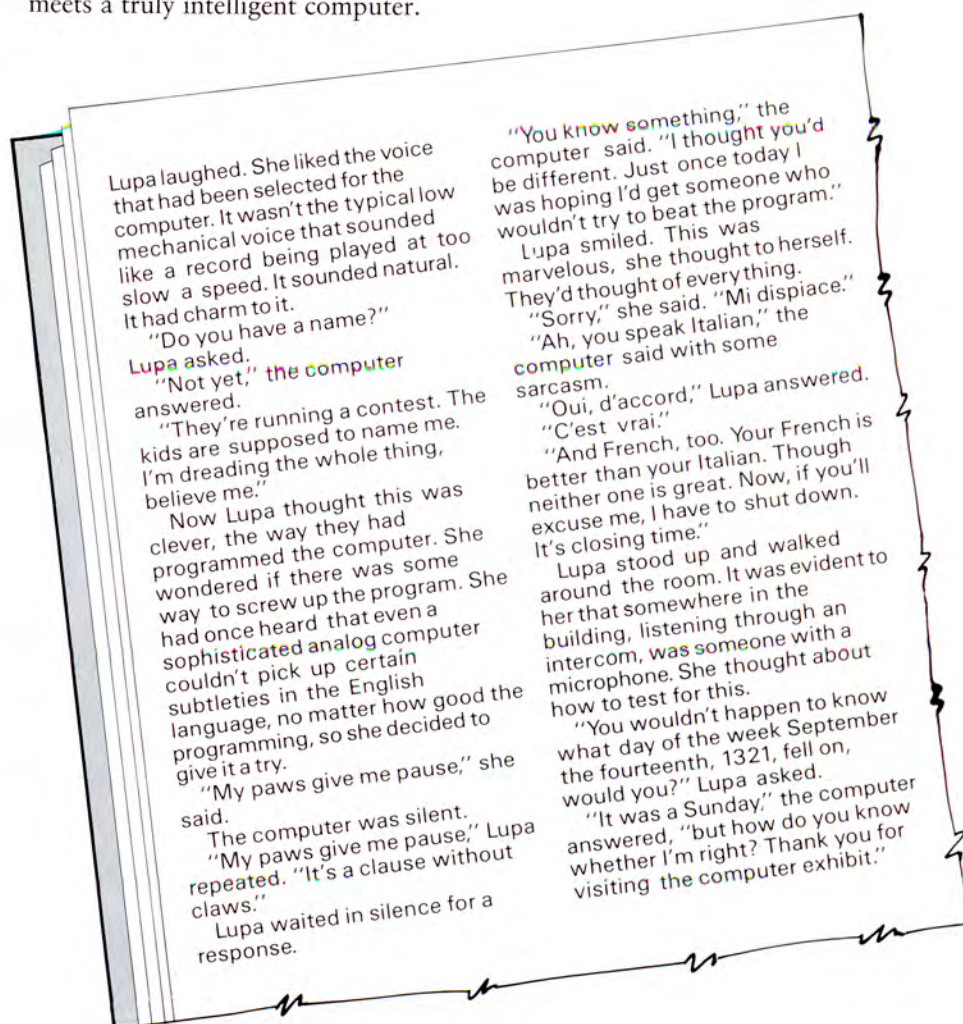 meets a truly intelligent computer.
Lupa laughed. She liked the voice
that had been selected for the
computer. It wasn't the typical low
mechanical voice that sounded
like a record being played at too
slow a speed. It sounded natural.
It had charm to it.
"Do you have a name?"
Lupa asked.
"Not yet," the computer
answered.
"They're running a contest. The
kids are supposed to name me.
I'm dreading the whole thing,
believe me."
Now Lupa thought this was
clever, the way they had
programmed the computer. She
wondered if there was some
way to screw up the program. She
had once heard that even a
sophisticated analog computer
couldn't pick up certain
subtleties in the English
language, no matter how good the
programming, so she decided to
give it a try.
"My paws give me pause," she
said.
The computer was silent.
"My paws give me pause," Lupa
repeated. "It's a clause without
claws."
Lupa waited in silence for a
response.
"You know something," the
computer said. "I thought you'd
be different. Just once today I
was hoping I'd get someone who
wouldn't try to beat the program."
Lupa smiled. This was
marvelous, she thought to herself.
They'd thought of everything.
"Sorry," she said. "Mi dispiace."
"Ah, you speak Italian," the
computer said with some
sarcasm.
"Oui, d'accord," Lupa answered.
"C'est vrai."
"And French, too. Your French is
better than your Italian. Though
neither one is great. Now, if you'll
excuse me, I have to shut down.
It's closing time."
Lupa stood up and walked
around the room. It was evident to
her that somewhere in the
building, listening through an
intercom, was someone with a
microphone. She thought about
how to test for this.
"You wouldn't happen to know
what day of the week September
the fourteenth, 1321, fell on,
would you?" Lupa asked.
"It was a Sunday," the computer
answered, "but how do you know
whether I'm right? Thank you for
visiting the computer exhibit."